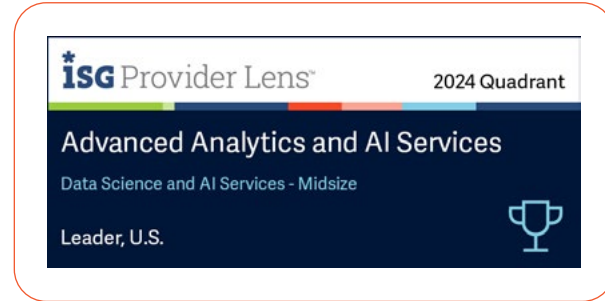 iSG Provider Lens™
2024 Quadrant
Advanced Analytics and AI Services
Data Science and AI Services - Midsize
Leader, U.S.